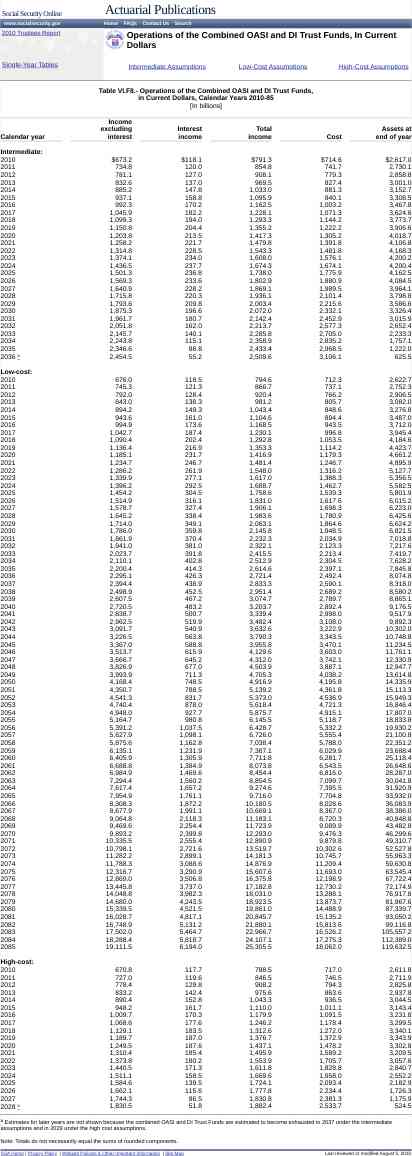 Social Security Online
Actuarial Publications
www.socialsecurity.gov Home FAQs Contact Us Search
2010 Trustees Report
Operations of the Combined OASI and DI Trust Funds, In Current Dollars
Single-Year Tables
Intermediate Assumptions Low-Cost Assumptions High-Cost Assumptions
Table VI.F8.- Operations of the Combined OASI and DI Trust Funds,
in Current Dollars, Calendar Years 2010-85
[In billions]
Calendar year Income excluding interest Interest income Total income Cost Assets at end of year
Intermediate:
2010 $673.2 $118.1 $791.3 $714.6 $2,617.0
2011 734.8 120.0 854.8 741.7 2,730.1
2012 781.1 127.0 908.1 779.3 2,858.8
2013 832.6 137.0 969.5 827.4 3,001.0
2014 885.2 147.8 1,033.0 881.3 3,152.7
2015 937.1 158.8 1,095.9 940.1 3,308.5
2016 992.3 170.2 1,162.5 1,003.2 3,467.8
2017 1,045.9 182.2 1,228.1 1,071.3 3,624.6
2018 1,099.3 194.0 1,293.3 1,144.2 3,773.7
2019 1,150.8 204.4 1,355.2 1,222.2 3,906.6
2020 1,203.8 213.5 1,417.3 1,305.2 4,018.7
2021 1,258.2 221.7 1,479.8 1,391.8 4,106.8
2022 1,314.8 228.5 1,543.3 1,481.8 4,168.3
2023 1,374.1 234.0 1,608.0 1,576.1 4,200.2
2024 1,436.5 237.7 1,674.3 1,674.1 4,200.4
2025 1,501.3 236.8 1,738.0 1,775.9 4,162.5
2026 1,569.3 233.6 1,802.9 1,880.9 4,084.5
2027 1,640.9 228.2 1,869.1 1,989.5 3,964.1
2028 1,715.8 220.3 1,936.1 2,101.4 3,798.8
2029 1,793.6 209.8 2,003.4 2,215.6 3,586.6
2030 1,875.3 196.6 2,072.0 2,332.1 3,326.4
2031 1,961.7 180.7 2,142.4 2,452.9 3,015.9
2032 2,051.8 162.0 2,213.7 2,577.3 2,652.4
2033 2,145.7 140.1 2,285.8 2,705.0 2,233.2
2034 2,243.8 115.1 2,358.9 2,835.2 1,757.1
2035 2,346.6 86.8 2,433.4 2,968.5 1,222.0
2036 a 2,454.5 55.2 2,509.6 3,106.1 625.5
Low-cost:
2010 676.0 118.5 794.6 712.3 2,622.7
2011 745.3 121.3 866.7 737.1 2,752.3
2012 792.0 128.4 920.4 766.2 2,906.5
2013 843.0 138.3 981.2 805.7 3,082.0
2014 894.2 149.3 1,043.4 848.6 3,276.8
2015 943.6 161.0 1,104.6 894.4 3,487.0
2016 994.9 173.6 1,168.5 943.5 3,712.0
2017 1,042.7 187.4 1,230.1 996.8 3,945.4
2018 1,090.4 202.4 1,292.8 1,053.5 4,184.6
2019 1,136.4 216.9 1,353.3 1,114.2 4,423.7
2020 1,185.1 231.7 1,416.9 1,179.3 4,661.2
2021 1,234.7 246.7 1,481.4 1,246.7 4,895.9
2022 1,286.2 261.9 1,548.0 1,316.2 5,127.7
2023 1,339.9 277.1 1,617.0 1,388.3 5,356.5
2024 1,396.2 292.5 1,688.7 1,462.7 5,582.5
2025 1,454.2 304.5 1,758.6 1,539.3 5,801.9
2026 1,514.9 316.1 1,831.0 1,617.6 6,015.2
2027 1,578.7 327.4 1,906.1 1,698.3 6,223.0
2028 1,645.2 338.4 1,983.6 1,780.9 6,425.6
2029 1,714.0 349.1 2,063.1 1,864.6 6,624.2
2030 1,786.0 359.8 2,145.8 1,948.5 6,821.5
2031 1,861.9 370.4 2,232.3 2,034.9 7,018.8
2032 1,941.0 381.0 2,322.1 2,123.3 7,217.6
2033 2,023.7 391.8 2,415.5 2,213.4 7,419.7
2034 2,110.1 402.8 2,512.9 2,304.5 7,628.2
2035 2,200.4 414.3 2,614.6 2,397.1 7,845.8
2036 2,295.1 426.3 2,721.4 2,492.4 8,074.8
2037 2,394.4 438.9 2,833.3 2,590.1 8,318.0
2038 2,498.9 452.5 2,951.4 2,689.2 8,580.2
2039 2,607.5 467.2 3,074.7 2,789.7 8,865.1
2040 2,720.5 483.2 3,203.7 2,892.4 9,176.5
2041 2,838.7 500.7 3,339.4 2,998.0 9,517.9
2042 2,962.5 519.9 3,482.4 3,108.0 9,892.3
2043 3,091.7 540.9 3,632.6 3,222.9 10,302.0
2044 3,226.5 563.8 3,790.3 3,343.5 10,748.8
2045 3,367.0 588.8 3,955.8 3,470.1 11,234.5
2046 3,513.7 615.9 4,129.6 3,603.0 11,761.1
2047 3,666.7 645.2 4,312.0 3,742.1 12,330.9
2048 3,826.9 677.0 4,503.9 3,887.1 12,947.7
2049 3,993.9 711.3 4,705.3 4,038.2 13,614.8
2050 4,168.4 748.5 4,916.9 4,195.8 14,335.9
2051 4,350.7 788.5 5,139.2 4,361.8 15,113.3
2052 4,541.3 831.7 5,373.0 4,536.9 15,949.3
2053 4,740.4 878.0 5,618.4 4,721.3 16,846.4
2054 4,948.0 927.7 5,875.7 4,915.1 17,807.0
2055 5,164.7 980.8 6,145.5 5,118.7 18,833.8
2056 5,391.2 1,037.5 6,428.7 5,332.2 19,930.2
2057 5,627.9 1,098.1 6,726.0 5,555.4 21,100.8
2058 5,875.6 1,162.8 7,038.4 5,788.0 22,351.2
2059 6,135.1 1,231.9 7,367.1 6,029.9 23,688.4
2060 6,405.9 1,305.9 7,711.8 6,281.7 25,118.4
2061 6,688.8 1,384.9 8,073.8 6,543.5 26,648.6
2062 6,984.9 1,469.6 8,454.4 6,816.0 28,287.0
2063 7,294.4 1,560.2 8,854.5 7,099.7 30,041.8
2064 7,617.4 1,657.2 9,274.6 7,395.5 31,920.9
2065 7,954.9 1,761.1 9,716.0 7,704.8 33,932.0
2066 8,308.3 1,872.2 10,180.5 8,028.6 36,083.9
2067 8,677.9 1,991.1 10,669.1 8,367.0 38,386.0
2068 9,064.8 2,118.3 11,183.1 8,720.3 40,848.8
2069 9,469.6 2,254.4 11,723.9 9,089.9 43,482.8
2070 9,893.2 2,399.8 12,293.0 9,476.3 46,299.6
2071 10,335.5 2,555.4 12,890.9 9,879.8 49,310.7
2072 10,798.1 2,721.6 13,519.7 10,302.6 52,527.8
2073 11,282.2 2,899.1 14,181.3 10,745.7 55,963.3
2074 11,788.3 3,088.6 14,876.9 11,209.4 59,630.8
2075 12,316.7 3,290.9 15,607.6 11,693.0 63,545.4
2076 12,869.0 3,506.8 16,375.8 12,198.9 67,722.4
2077 13,445.8 3,737.0 17,182.8 12,730.2 72,174.9
2078 14,048.8 3,982.3 18,031.0 13,288.1 76,917.8
2079 14,680.0 4,243.5 18,923.5 13,873.7 81,967.6
2080 15,339.5 4,521.5 19,861.0 14,488.9 87,339.7
2081 16,028.7 4,817.1 20,845.7 15,135.2 93,050.2
2082 16,748.9 5,131.2 21,880.1 15,813.6 99,116.8
2083 17,502.0 5,464.7 22,966.7 16,526.2 105,557.2
2084 18,288.4 5,818.7 24,107.1 17,275.3 112,389.0
2085 19,111.5 6,194.0 25,305.5 18,062.0 119,632.5
High-cost:
2010 670.8 117.7 788.5 717.0 2,611.8
2011 727.0 119.6 846.5 746.5 2,711.9
2012 778.4 129.8 908.2 794.3 2,825.8
2013 833.2 142.4 975.6 863.9 2,937.6
2014 890.4 152.8 1,043.3 936.5 3,044.5
2015 948.2 161.7 1,110.0 1,011.1 3,143.4
2016 1,009.7 170.3 1,179.9 1,091.5 3,231.8
2017 1,068.6 177.6 1,246.2 1,178.4 3,299.5
2018 1,129.1 183.5 1,312.6 1,272.0 3,340.1
2019 1,189.7 187.0 1,376.7 1,372.9 3,343.9
2020 1,249.5 187.6 1,437.1 1,478.2 3,302.8
2021 1,310.4 185.4 1,495.9 1,589.2 3,209.5
2022 1,373.8 180.2 1,553.9 1,705.7 3,057.6
2023 1,440.5 171.3 1,611.8 1,829.8 2,840.7
2024 1,511.1 158.5 1,669.6 1,958.0 2,552.2
2025 1,584.6 139.5 1,724.1 2,093.4 2,182.9
2026 1,662.1 115.6 1,777.8 2,234.4 1,726.3
2027 1,744.3 86.5 1,830.8 2,381.3 1,175.9
2028 a 1,830.5 51.8 1,882.4 2,533.7 524.5
a Estimates for later years are not shown because the combined OASI and DI Trust Funds are estimated to become exhausted in 2037 under the intermediate
assumptions and in 2029 under the high cost assumptions.
Note: Totals do not necessarily equal the sums of rounded components.
SSA Home | Privacy Policy | Website Policies & Other Important Information | Site Map
Last reviewed or modified August 5, 2010